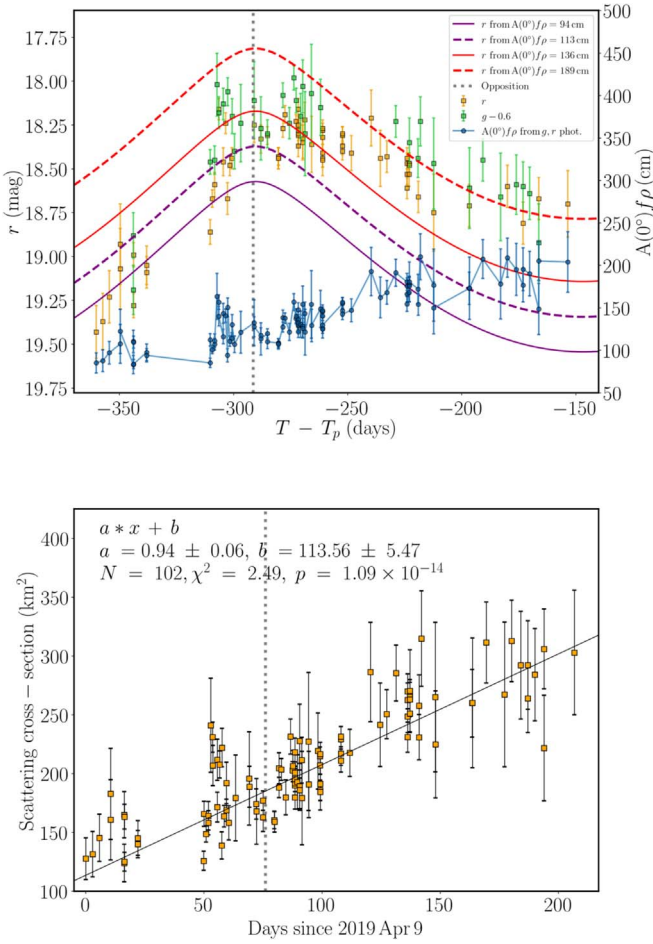 17.75
18.00
18.25
18.50
18.75
19.00
19.25
19.50
19.75
r (mag)
r from A(0°)fρ = 94 cm
r from A(0°)fρ = 113 cm
r from A(0°)fρ = 136 cm
r from A(0°)fρ = 189 cm
Opposition
r
g − 0.6
A(0°)fρ from g, r phot.
500
450
400
350
300
250
200
150
100
50
A(0°)fρ (cm)
−350
−300
−250
−200
−150
T − Tₚ (days)
a ∗ x + b
a = 0.94 ± 0.06, b = 113.56 ± 5.47
N = 102, χ² = 2.49, p = 1.09 × 10⁻¹⁴
400
350
300
250
200
150
100
Scattering cross − section (km²)
0
50
100
150
200
Days since 2019 Apr 9